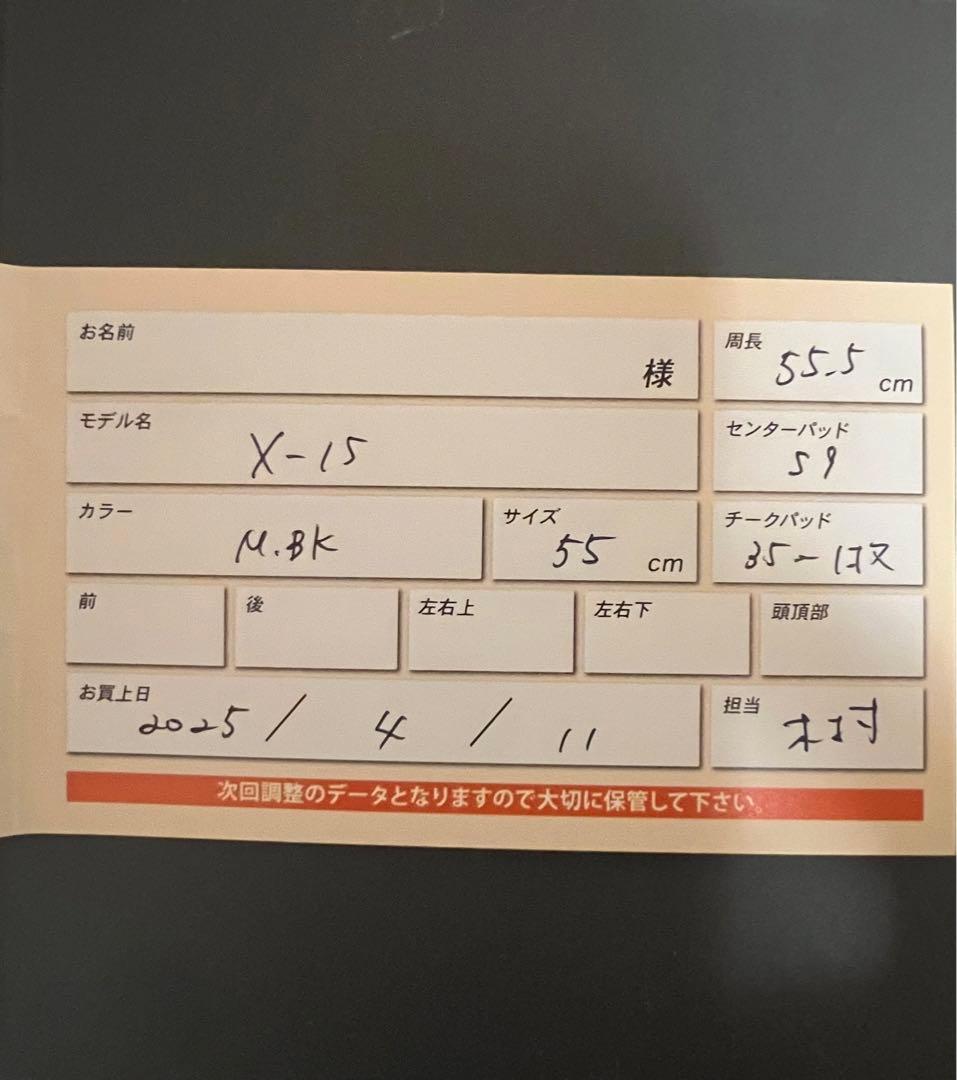 お名前 様
周長 55.5 cm
モデル名 X-15
センターパッド S9
カラー M.BK
サイズ 55 cm
チークパッド 35-1枚
前
後
左右上
左右下
頭頂部
お買上日 2025/4/11
担当 木村
次回調整のデータとなりますので大切に保管して下さい。